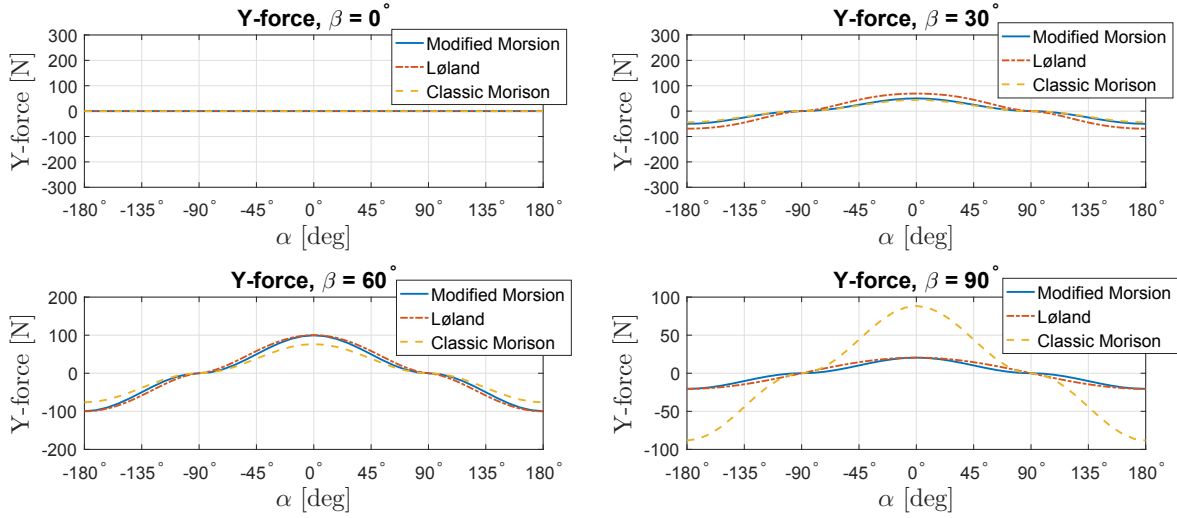 Y-force, β = 0°
Y-force [N]
300
200
100
0
-100
-200
-300
-180° -135° -90° -45° 0° 45° 90° 135° 180°
α [deg]
Modified Morsion
Løland
Classic Morison
Y-force, β = 30°
Y-force [N]
300
200
100
0
-100
-200
-300
-180° -135° -90° -45° 0° 45° 90° 135° 180°
α [deg]
Modified Morsion
Løland
Classic Morison
Y-force, β = 60°
Y-force [N]
200
100
0
-100
-200
-180° -135° -90° -45° 0° 45° 90° 135° 180°
α [deg]
Modified Morsion
Løland
Classic Morison
Y-force, β = 90°
Y-force [N]
100
50
0
-50
-100
-180° -135° -90° -45° 0° 45° 90° 135° 180°
α [deg]
Modified Morsion
Løland
Classic Morison